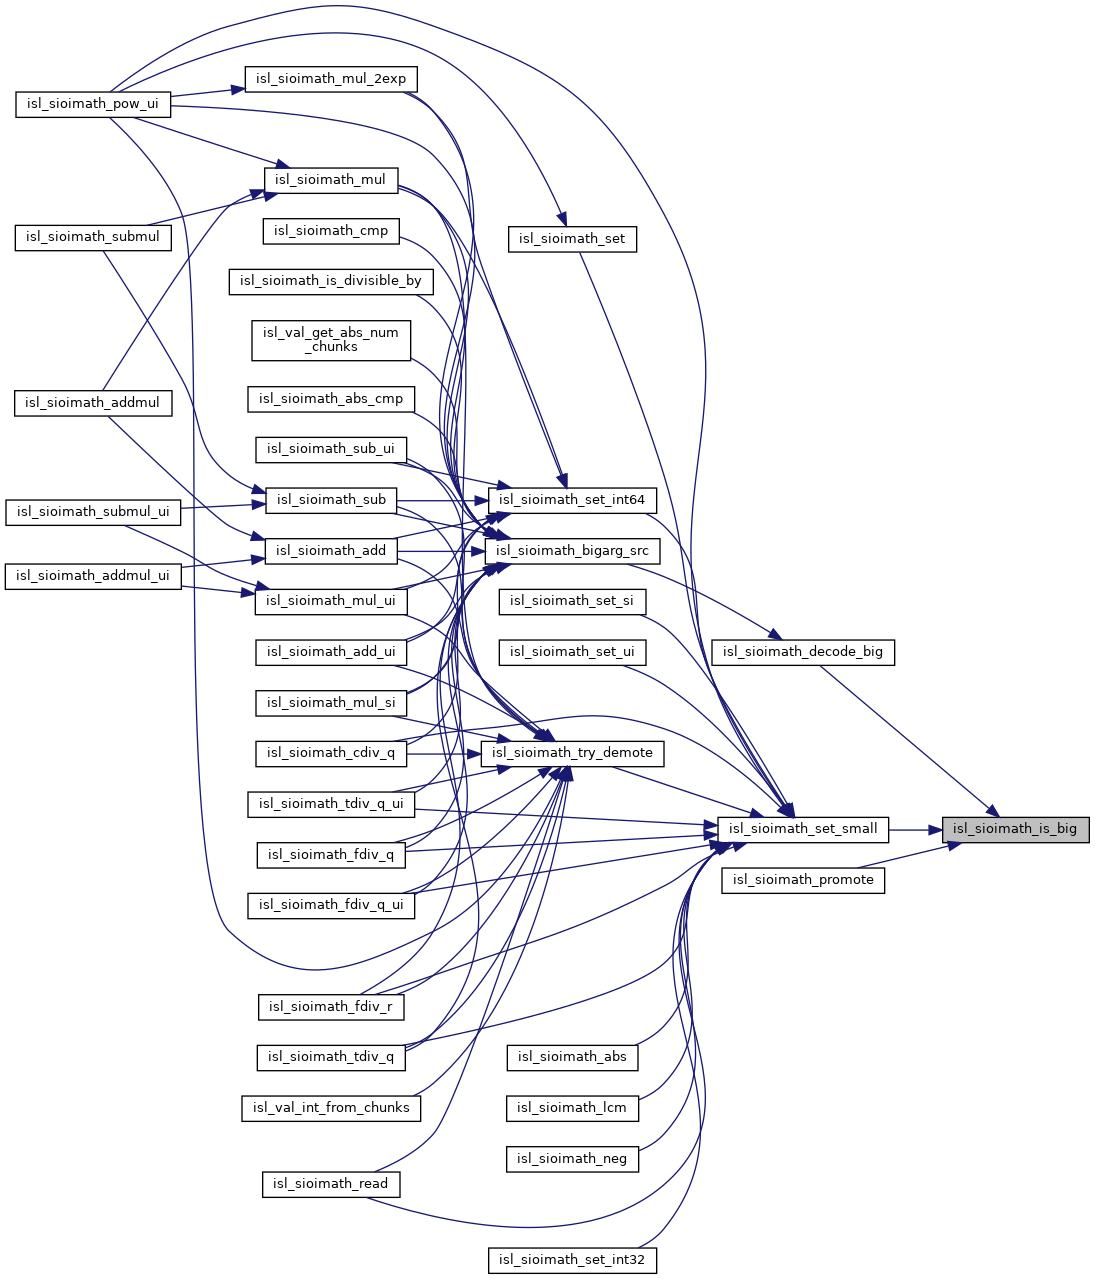 isl_sioimath_mul_2exp
isl_sioimath_pow_ui
isl_sioimath_mul
isl_sioimath_cmp
isl_sioimath_submul
isl_sioimath_set
isl_sioimath_is_divisible_by
isl_val_get_abs_num
_chunks
isl_sioimath_abs_cmp
isl_sioimath_addmul
isl_sioimath_sub_ui
isl_sioimath_sub
isl_sioimath_set_int64
isl_sioimath_submul_ui
isl_sioimath_add
isl_sioimath_bigarg_src
isl_sioimath_addmul_ui
isl_sioimath_mul_ui
isl_sioimath_set_si
isl_sioimath_add_ui
isl_sioimath_set_ui
isl_sioimath_decode_big
isl_sioimath_mul_si
isl_sioimath_cdiv_q
isl_sioimath_try_demote
isl_sioimath_tdiv_q_ui
isl_sioimath_set_small
isl_sioimath_is_big
isl_sioimath_fdiv_q
isl_sioimath_promote
isl_sioimath_fdiv_q_ui
isl_sioimath_fdiv_r
isl_sioimath_tdiv_q
isl_sioimath_abs
isl_val_int_from_chunks
isl_sioimath_lcm
isl_sioimath_neg
isl_sioimath_read
isl_sioimath_set_int32